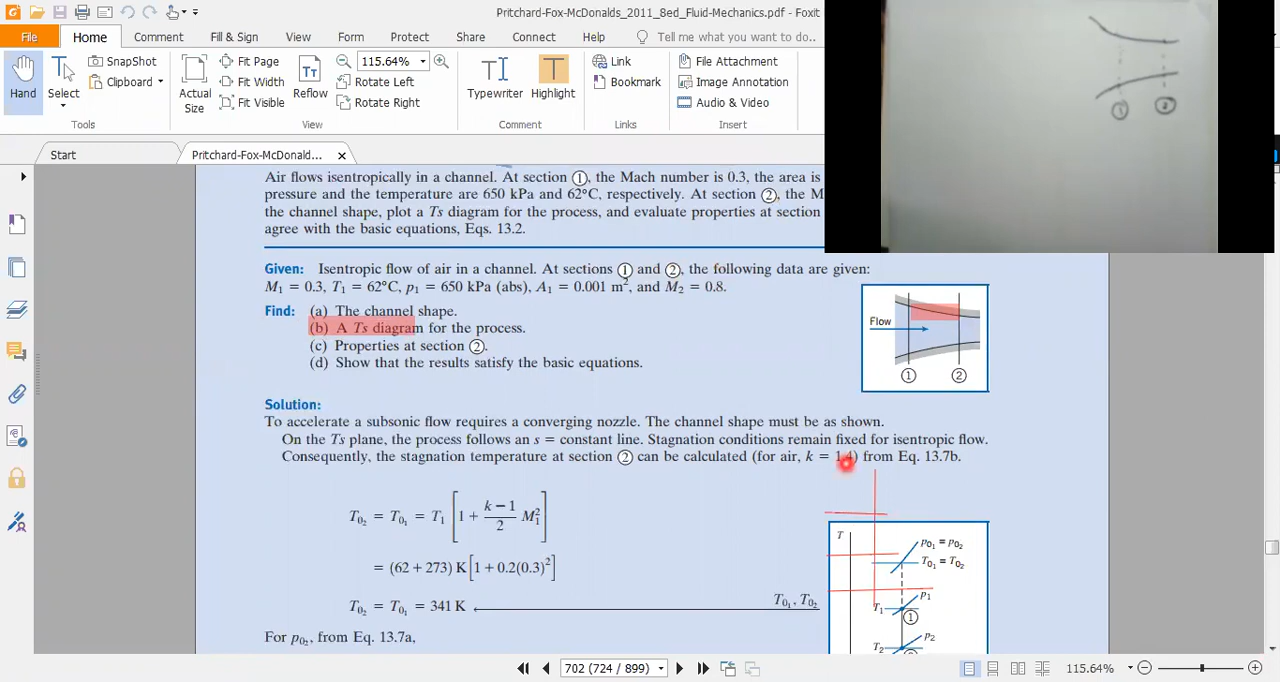 Pritchard-Fox-McDonalds_2011_8ed_Fluid-Mechanics.pdf - Foxit
File Home Comment Fill & Sign View Form Protect Share Connect Help Tell me what you want to do..
Hand
Select
SnapShot
Clipboard
Tools
Actual Size
Fit Page
Fit Width
Fit Visible
Reflow
115.64%
Rotate Left
Rotate Right
View
Typewriter
Highlight
Comment
Link
Bookmark
Links
File Attachment
Image Annotation
Audio & Video
Insert
Start
Pritchard-Fox-McDonald...
Air flows isentropically in a channel. At section ①, the Mach number is 0.3, the area is
pressure and the temperature are 650 kPa and 62°C, respectively. At section ②, the M
the channel shape, plot a Ts diagram for the process, and evaluate properties at section
agree with the basic equations, Eqs. 13.2.
Given: Isentropic flow of air in a channel. At sections ① and ②, the following data are given:
M₁ = 0.3, T₁ = 62°C, p₁ = 650 kPa (abs), A₁ = 0.001 m², and M₂ = 0.8.
Find: (a) The channel shape.
(b) A Ts diagram for the process.
(c) Properties at section ②.
(d) Show that the results satisfy the basic equations.
Flow
① ②
Solution:
To accelerate a subsonic flow requires a converging nozzle. The channel shape must be as shown.
On the Ts plane, the process follows an s = constant line. Stagnation conditions remain fixed for isentropic flow.
Consequently, the stagnation temperature at section ② can be calculated (for air, k = 1.4) from Eq. 13.7b.
T₀₂ = T₀₁ = T₁ [1 + (k−1)/2 M₁²]
= (62 + 273) K[1 + 0.2(0.3)²]
T₀₂ = T₀₁ = 341 K
T₀₁, T₀₂
For p₀₂, from Eq. 13.7a,
T
p₀₁ = p₀₂
T₀₁ = T₀₂
p₁
T₁
①
p₂
T₂
702 (724 / 899)
115.64%